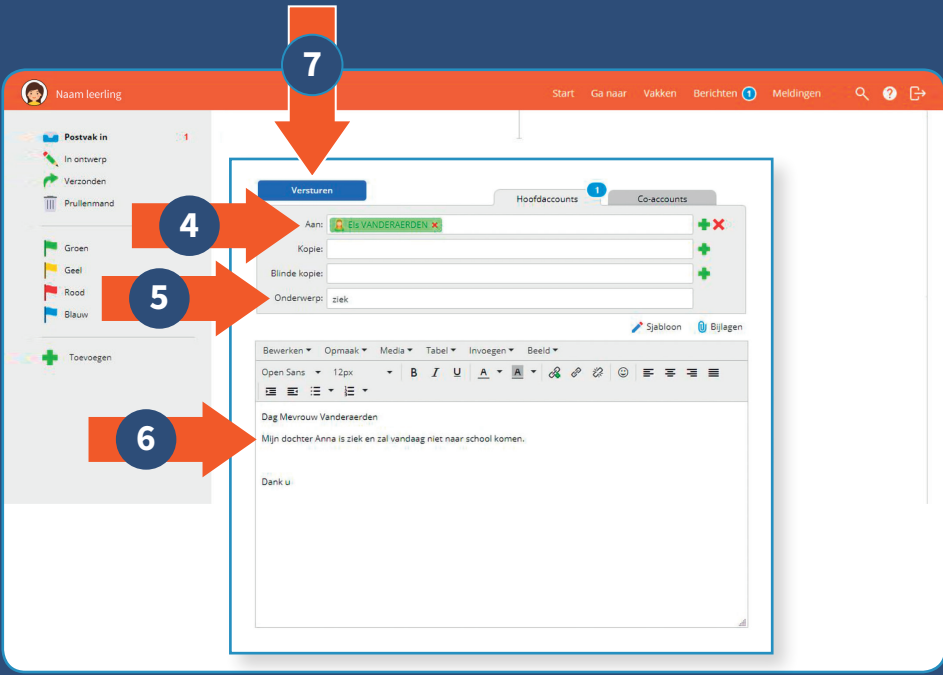 7
Naam leerling
Start Ga naar Vakken Berichten 1 Meldingen
Postvak in 1
In ontwerp
Verzonden
Prullenmand
Groen
Geel
Rood
Blauw
Toevoegen
Versturen
Hoofdaccounts 1 Co-accounts
4
Aan: Els VANDERAERDEN
Kopie:
Blinde kopie:
5
Onderwerp: ziek
Sjabloon Bijlagen
Bewerken Opmaak Media Tabel Invoegen Beeld
Open Sans 12px B I U A A
6
Dag Mevrouw Vanderaerden
Mijn dochter Anna is ziek en zal vandaag niet naar school komen.
Dank u